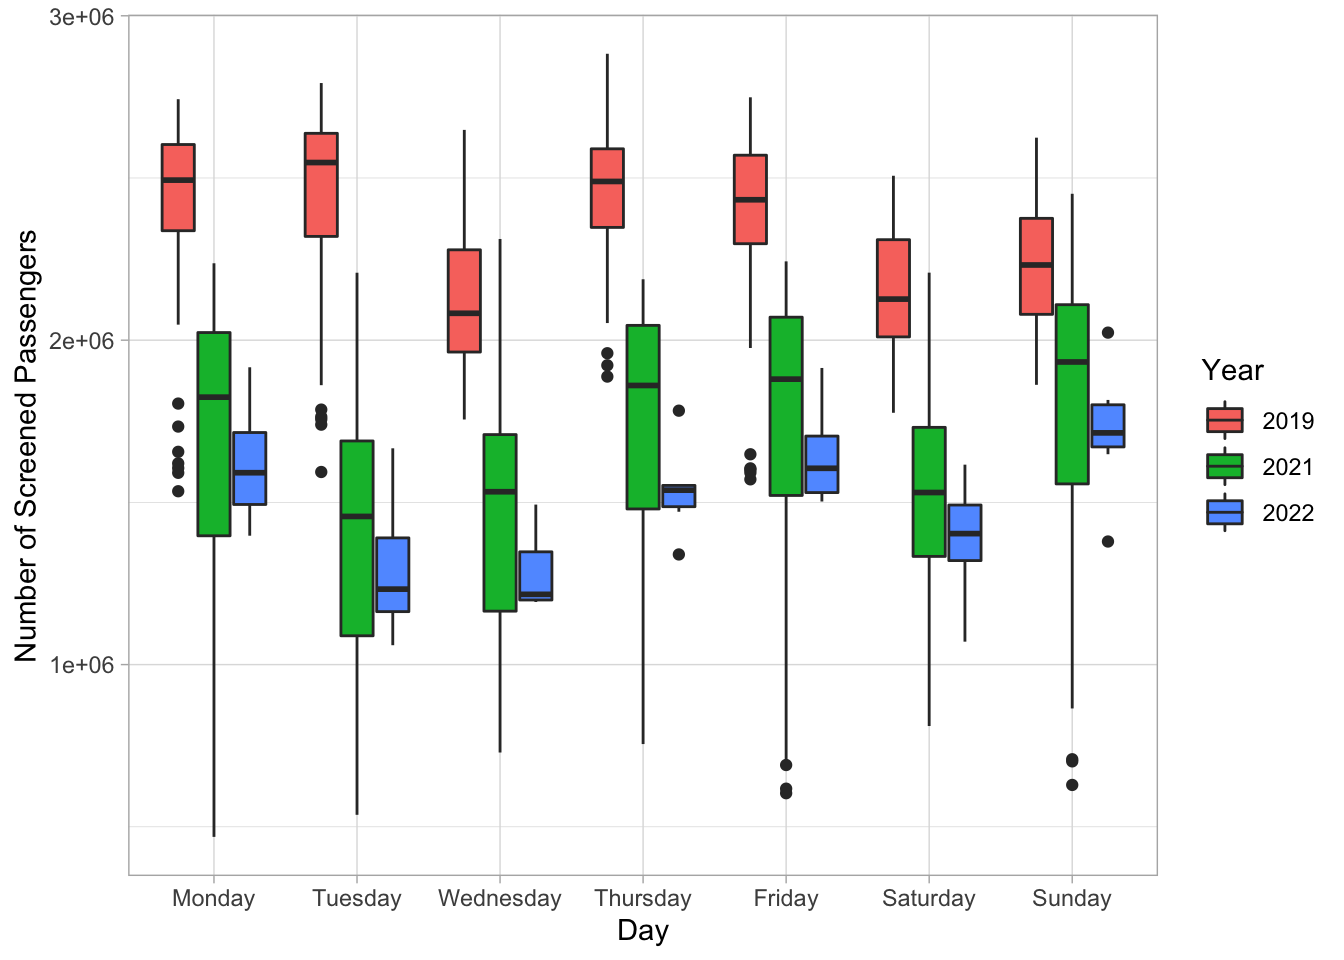 3e+06
2e+06
1e+06
Number of Screened Passengers
Monday Tuesday Wednesday Thursday Friday Saturday Sunday
Day
Year
2019
2021
2022